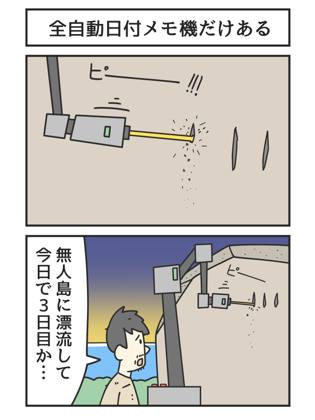 全自動日付メモ機だけある
ピー !!!
無人島に漂流して
今日で3日目か…
ピー